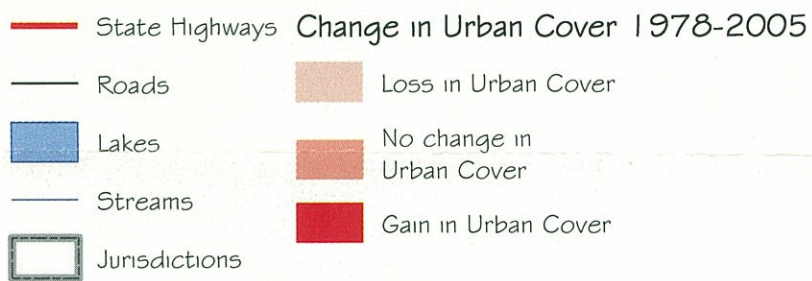 State Highways
Roads
Lakes
Streams
Jurisdictions
Change in Urban Cover 1978-2005
Loss in Urban Cover
No change in
Urban Cover
Gain in Urban Cover